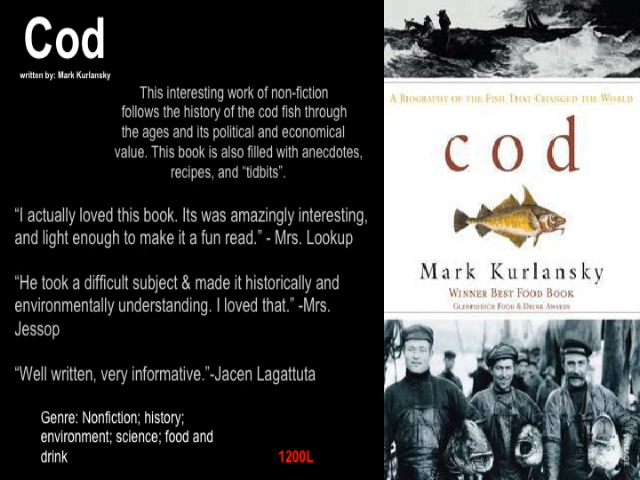 Cod
written by: Mark Kurlansky
This interesting work of non-fiction
follows the history of the cod fish through
the ages and its political and economical
value. This book is also filled with anecdotes,
recipes, and “tidbits”.
“I actually loved this book. Its was amazingly interesting,
and light enough to make it a fun read.” - Mrs. Lookup
“He took a difficult subject & made it historically and
environmentally understanding. I loved that.” -Mrs.
Jessop
“Well written, very informative.”-Jacen Lagattuta
Genre: Nonfiction; history;
environment; science; food and
drink
1200L
A Biography of the Fish That Changed the World
cod
Mark Kurlansky
Winner Best Food Book
Glenfiddich Food & Drink Awards